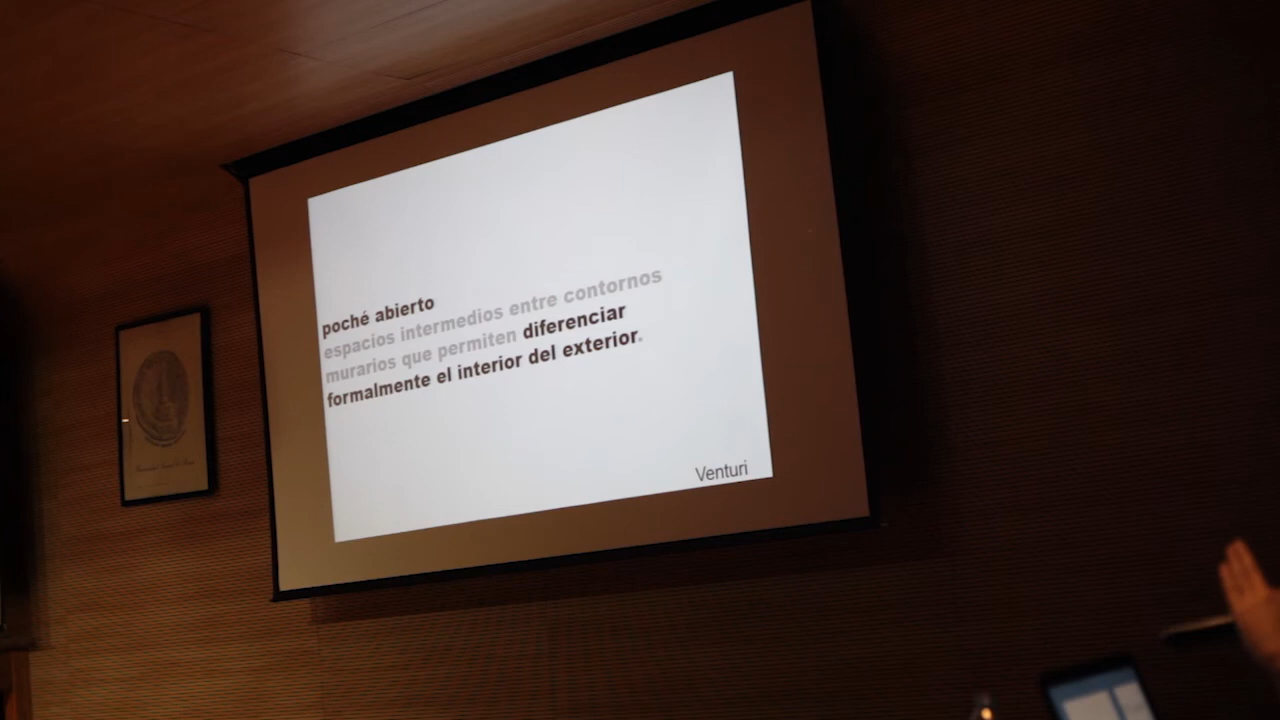 poché abierto
espacios intermedios entre contornos
murarios que permiten diferenciar
formalmente el interior del exterior.
Venturi